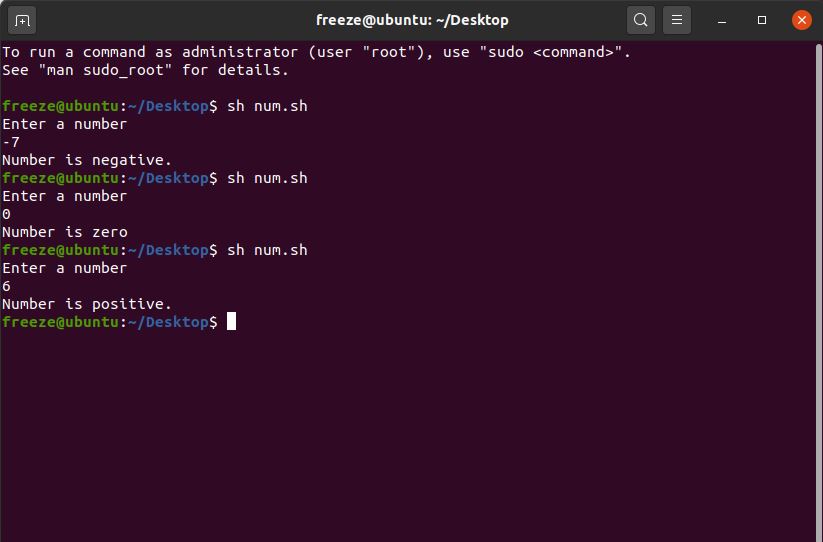 freeze@ubuntu: ~/Desktop
To run a command as administrator (user "root"), use "sudo <command>".
See "man sudo_root" for details.
freeze@ubuntu:~/Desktop$ sh num.sh
Enter a number
-7
Number is negative.
freeze@ubuntu:~/Desktop$ sh num.sh
Enter a number
0
Number is zero
freeze@ubuntu:~/Desktop$ sh num.sh
Enter a number
6
Number is positive.
freeze@ubuntu:~/Desktop$